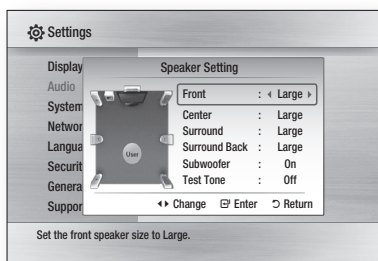 Settings
Display
Audio
System
Networ
Langua
Securit
Genera
Suppor
Speaker Setting
Front : ◂ Large ▸
Center : Large
Surround : Large
Surround Back : Large
Subwoofer : On
Test Tone : Off
User
◂▸ Change Enter Return
Set the front speaker size to Large.